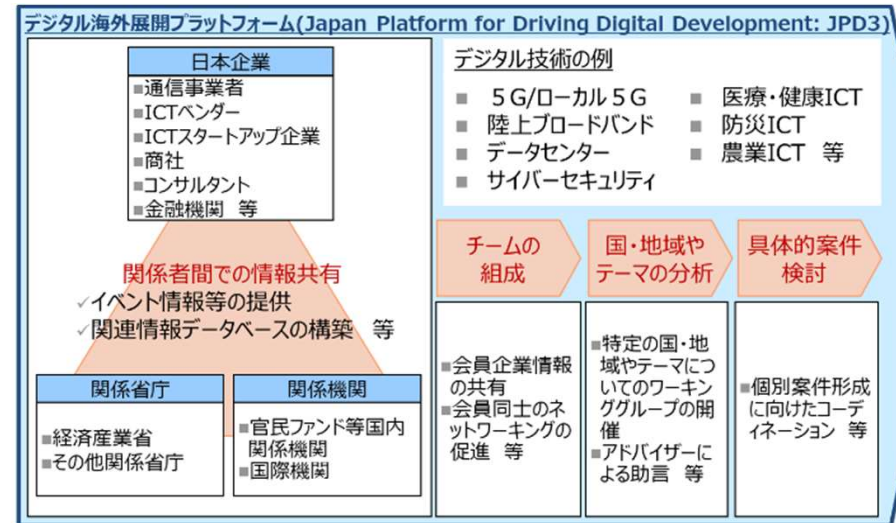 デジタル海外展開プラットフォーム(Japan Platform for Driving Digital Development: JPD3)
日本企業
■通信事業者
■ICTベンダー
■ICTスタートアップ企業
■商社
■コンサルタント
■金融機関 等
関係者間での情報共有
✓イベント情報等の提供
✓関連情報データベースの構築 等
関係省庁
■経済産業省
■その他関係省庁
関係機関
■官民ファンド等国内
関係機関
■国際機関
デジタル技術の例
■ 5G/ローカル5G
■ 陸上ブロードバンド
■ データセンター
■ サイバーセキュリティ
■ 医療・健康ICT
■ 防災ICT
■ 農業ICT 等
チームの
組成
■会員企業情報
の共有
■会員同士のネ
ットワーキングの
促進 等
国・地域や
テーマの分析
■特定の国・地
域やテーマにつ
いてのワーキン
ググループの開
催
■アドバイザーに
よる助言 等
具体的案件
検討
■個別案件形成
に向けたコーデ
ィネーション 等